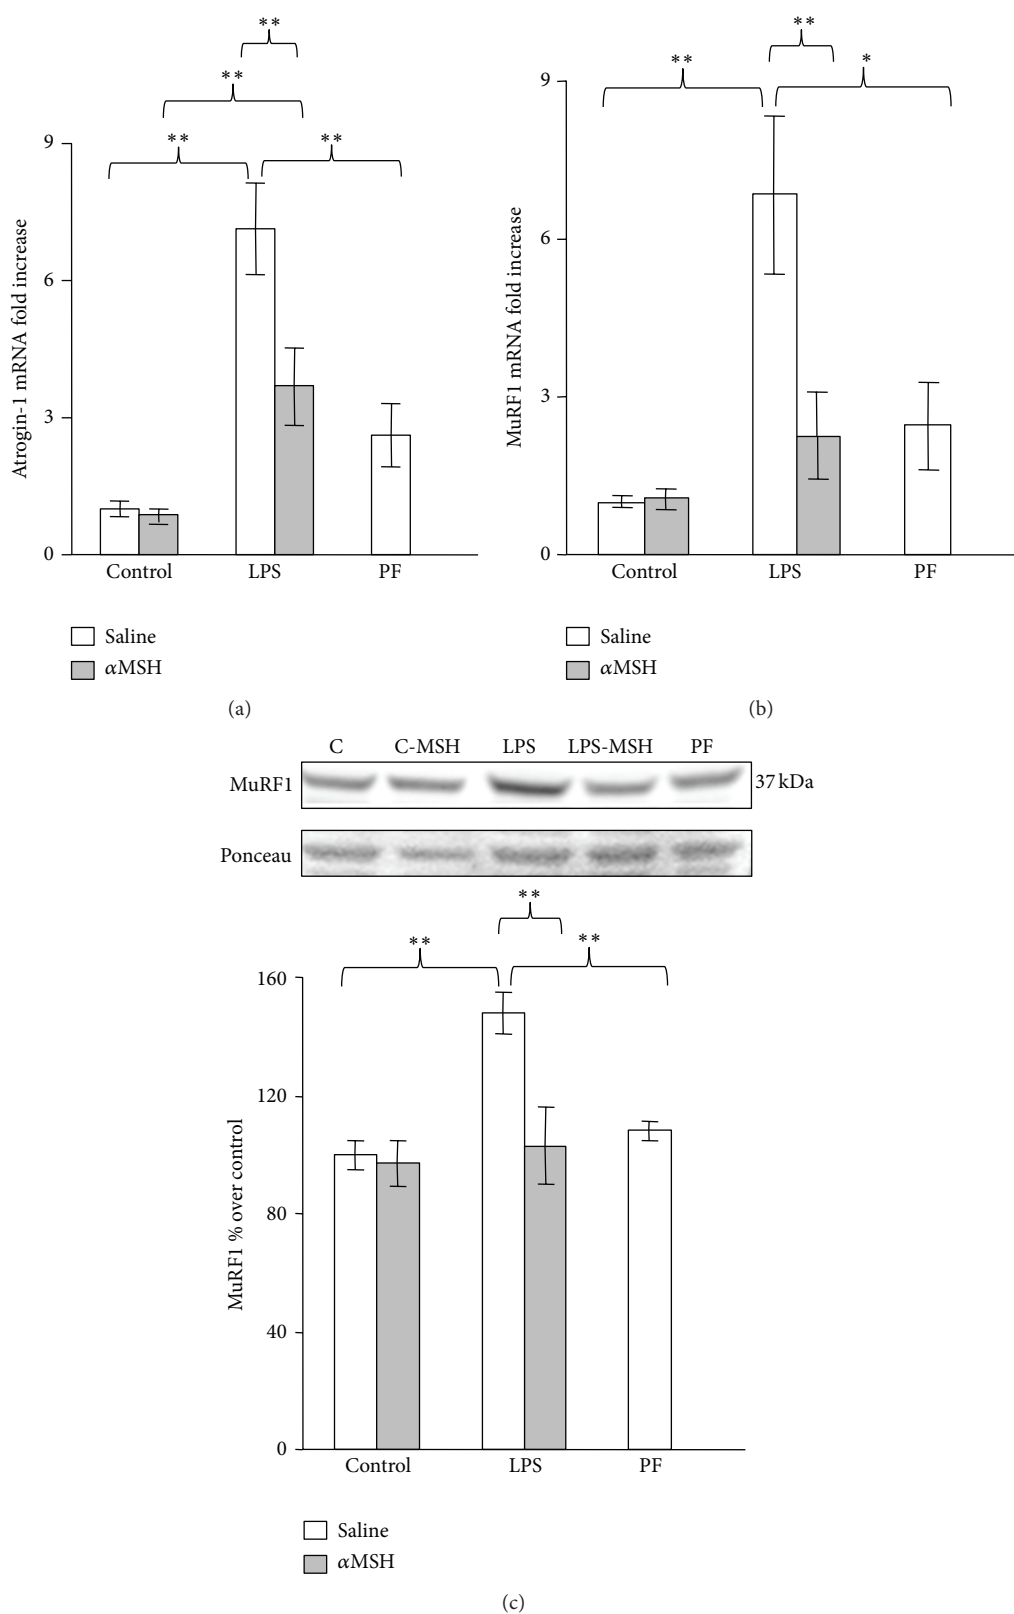 **
**
**
**
9
6
3
0
Atrogin-1 mRNA fold increase
Control LPS PF
Saline
αMSH
(a)
**
**
*
9
6
3
0
MuRF1 mRNA fold increase
Control LPS PF
Saline
αMSH
(b)
C C-MSH LPS LPS-MSH PF
MuRF1 37 kDa
Ponceau
**
**
**
160
120
80
40
0
MuRF1 % over control
Control LPS PF
Saline
αMSH
(c)